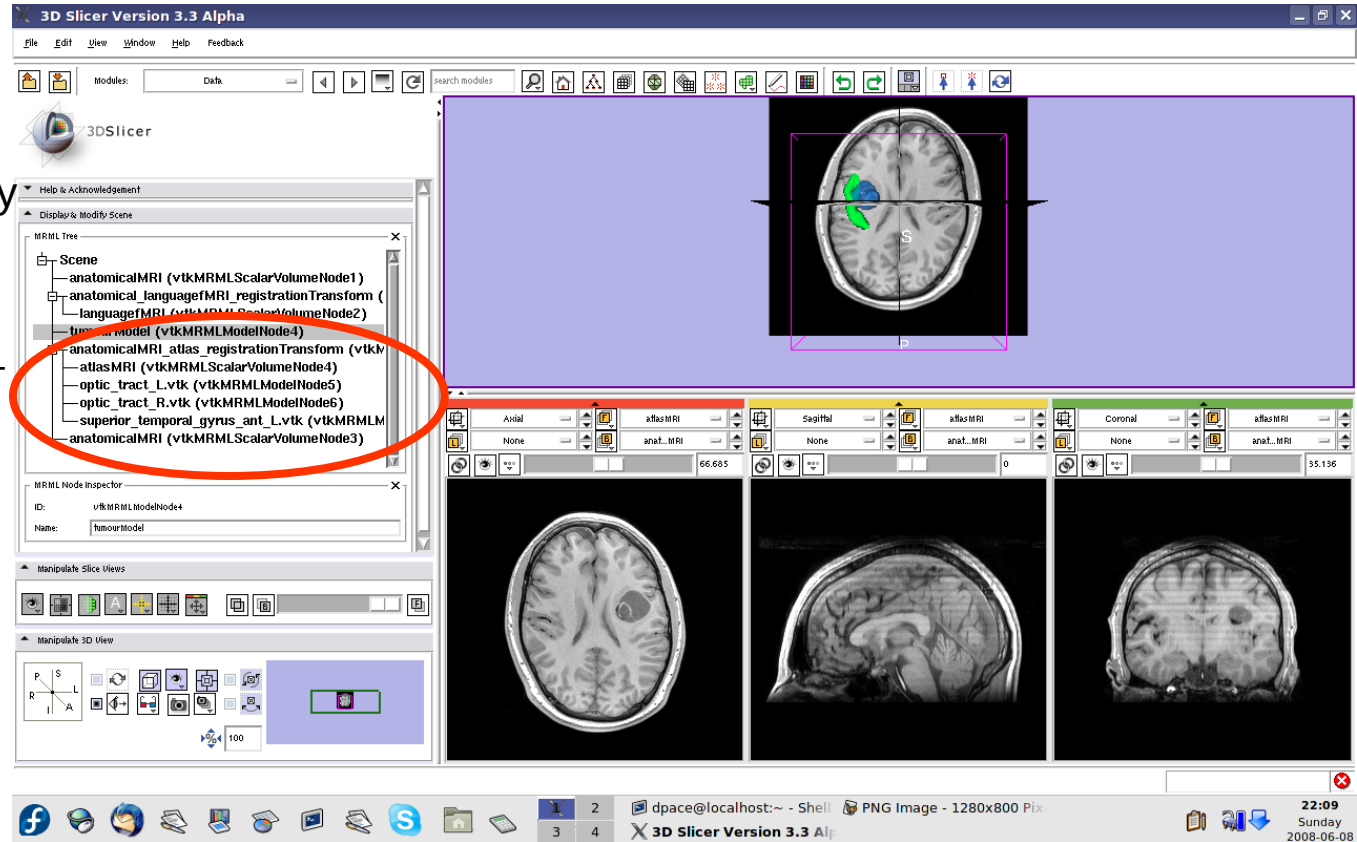 3D Slicer Version 3.3 Alpha
File Edit View Window Help Feedback
Modules: Data search modules
3DSlicer
y
Help & Acknowledgement
Display & Modify Scene
MRML Tree
Scene
anatomicalMRI (vtkMRMLScalarVolumeNode1)
anatomical_languagefMRI_registrationTransform (
languagefMRI (vtkMRMLScalarVolumeNode2)
tumourModel (vtkMRMLModelNode4)
anatomicalMRI_atlas_registrationTransform (vtkM
atlasMRI (vtkMRMLScalarVolumeNode4)
optic_tract_L.vtk (vtkMRMLModelNode5)
optic_tract_R.vtk (vtkMRMLModelNode6)
superior_temporal_gyrus_ant_L.vtk (vtkMRMLM
anatomicalMRI (vtkMRMLScalarVolumeNode3)
MRML Node Inspector
ID: vtkMRMLModelNode4
Name: tumourModel
Manipulate Slice Views
Manipulate 3D View
P S
R L
I A
100
S
P
Axial atlasMRI Sagittal atlasMRI Coronal atlasMRI
None anat...MRI None anat...MRI None anat...MRI
66.685 0 35.136
1 2 dpace@localhost:~ - Shell PNG Image - 1280x800 Pix
3 4 3D Slicer Version 3.3 Alp
22:09
Sunday
2008-06-08